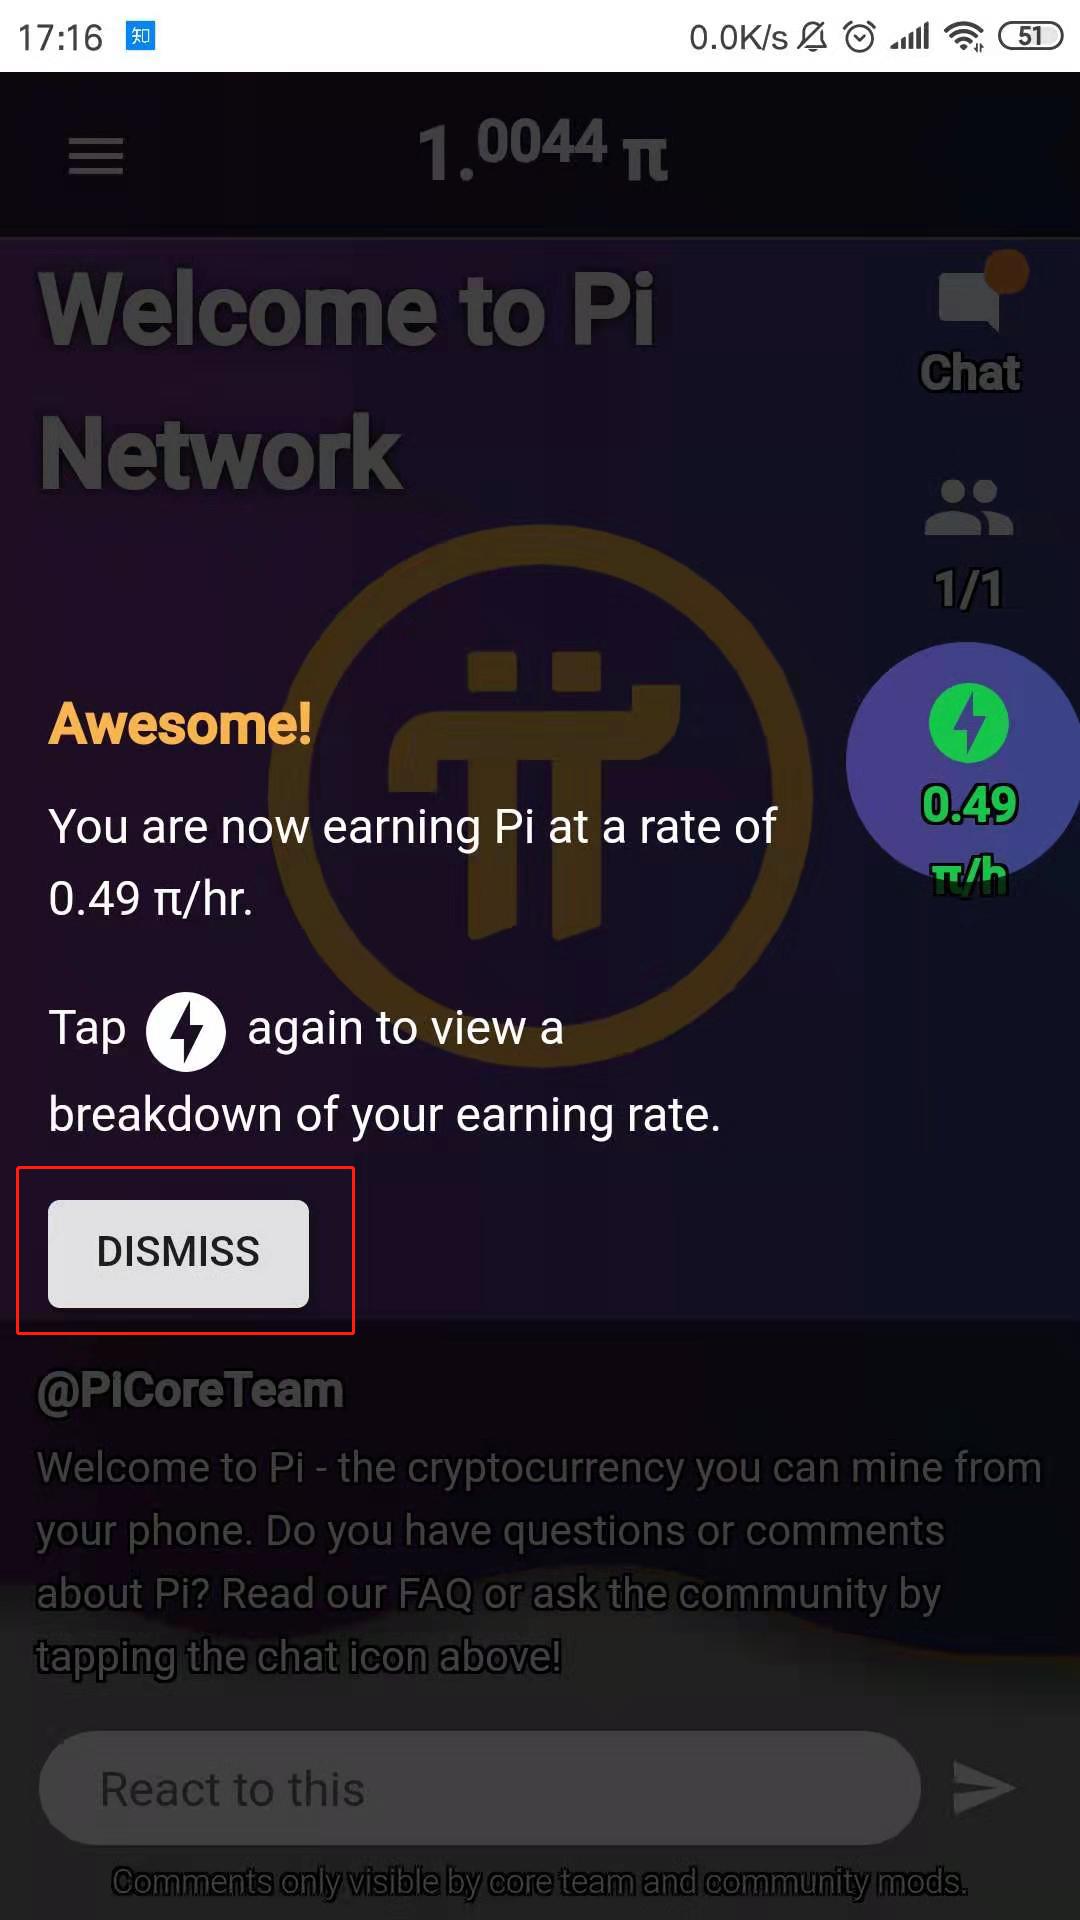 17:16 知 0.0K/s 51
1.0044 π
Welcome to Pi
Network
Chat
1/1
Awesome!
0.49
π/h
You are now earning Pi at a rate of
0.49 π/hr.
Tap again to view a
breakdown of your earning rate.
DISMISS
@PiCoreTeam
Welcome to Pi - the cryptocurrency you can mine from
your phone. Do you have questions or comments
about Pi? Read our FAQ or ask the community by
tapping the chat icon above!
React to this
Comments only visible by core team and community mods.